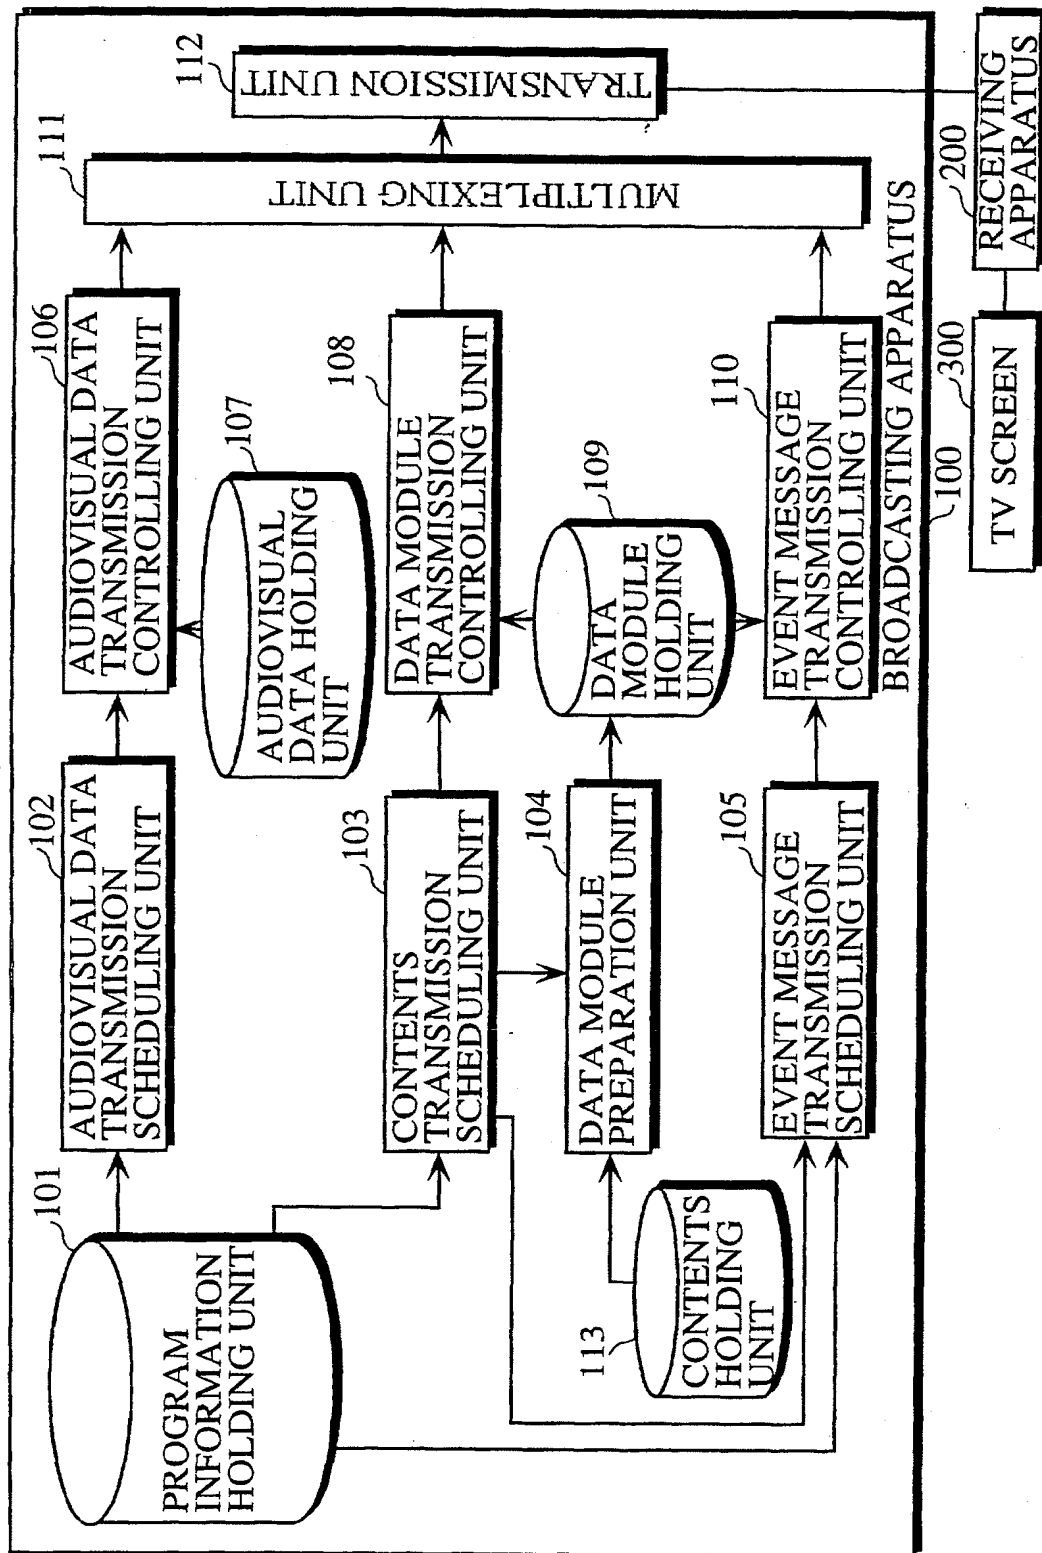 101
PROGRAM
INFORMATION
HOLDING UNIT
102
AUDIOVISUAL DATA
TRANSMISSION
SCHEDULING UNIT
106
AUDIOVISUAL DATA
TRANSMISSION
CONTROLLING UNIT
107
AUDIOVISUAL
DATA HOLDING
UNIT
103
CONTENTS
TRANSMISSION
SCHEDULING UNIT
108
DATA MODULE
TRANSMISSION
CONTROLLING UNIT
104
DATA MODULE
PREPARATION UNIT
109
DATA
MODULE
HOLDING
UNIT
113
CONTENTS
HOLDING
UNIT
105
EVENT MESSAGE
TRANSMISSION
SCHEDULING UNIT
110
EVENT MESSAGE
TRANSMISSION
CONTROLLING UNIT
111
MULTIPLEXING UNIT
112
TRANSMISSION UNIT
BROADCASTING APPARATUS
100
300
TV SCREEN
200
RECEIVING
APPARATUS